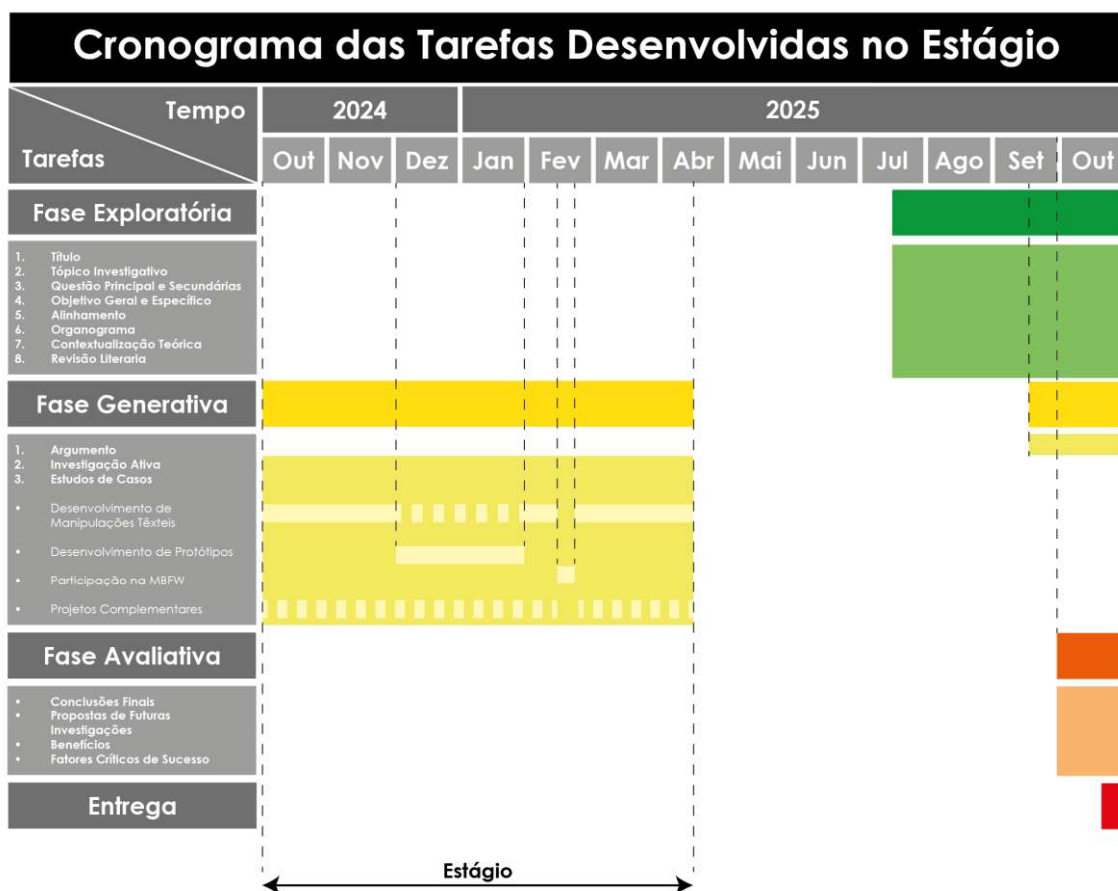 Cronograma das Tarefas Desenvolvidas no Estágio
Tempo
Tarefas
2024
2025
Out Nov Dez Jan Fev Mar Abr Mai Jun Jul Ago Set Out
Fase Exploratória
1. Título
2. Tópico Investigativo
3. Questão Principal e Secundárias
4. Objetivo Geral e Específico
5. Alinhamento
6. Organograma
7. Contextualização Teórica
8. Revisão Literaria
Fase Generativa
1. Argumento
2. Investigação Ativa
3. Estudos de Casos
• Desenvolvimento de
Manipulações Têxteis
• Desenvolvimento de Protótipos
• Participação na MBFW
• Projetos Complementares
Fase Avaliativa
• Conclusões Finais
• Propostas de Futuras
Investigações
• Benefícios
• Fatores Críticos de Sucesso
Entrega
Estágio